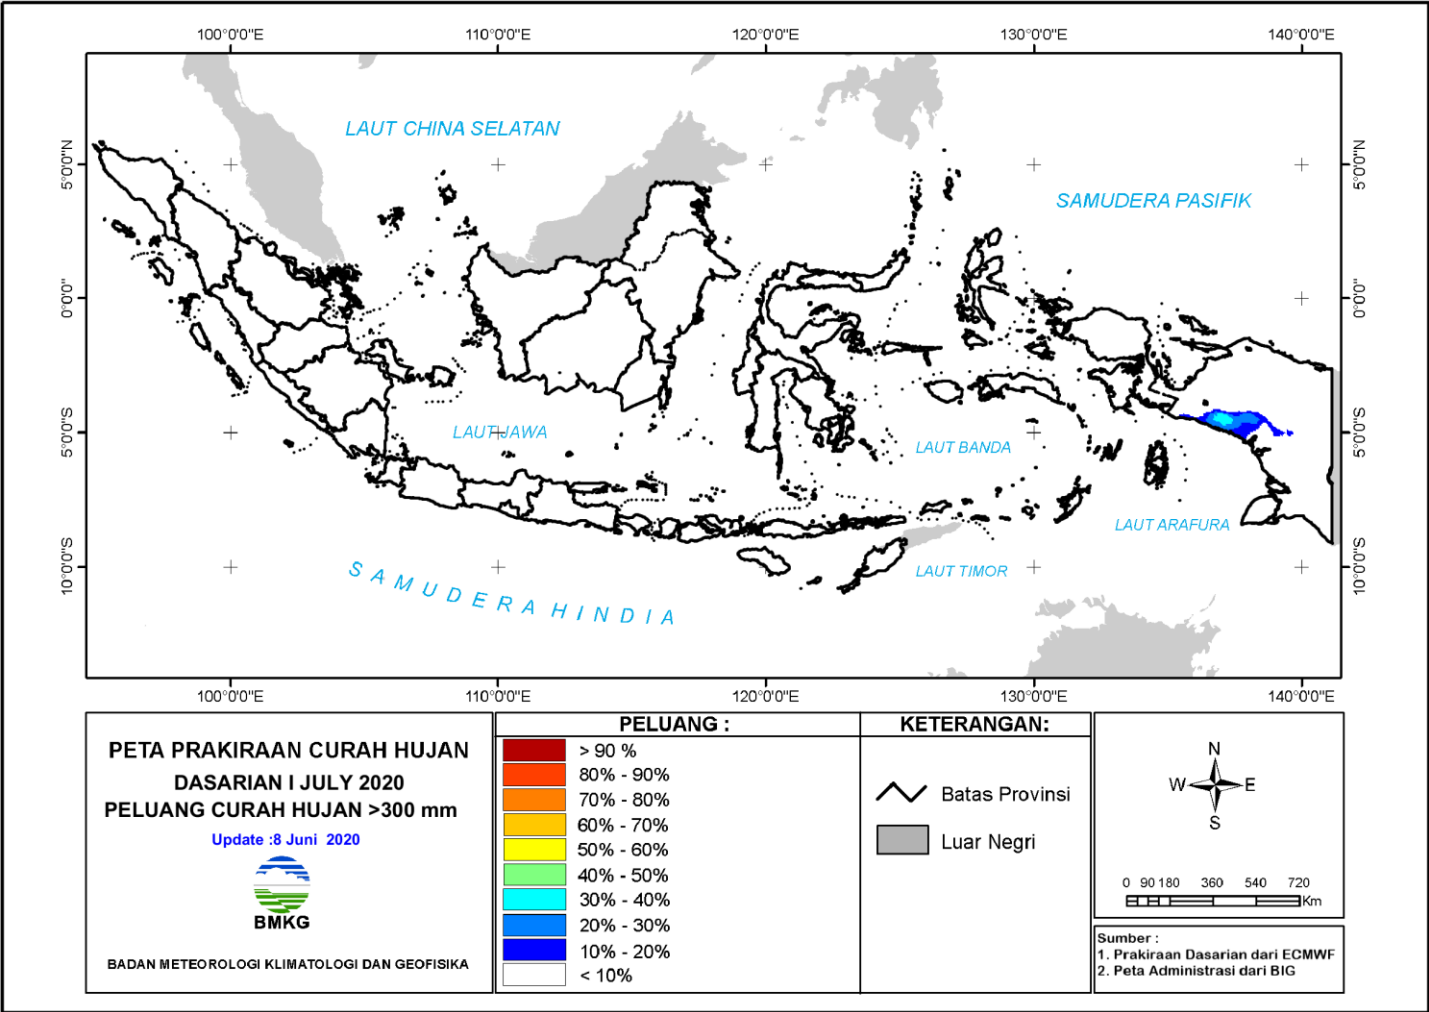 100°0'0"E 110°0'0"E 120°0'0"E 130°0'0"E 140°0'0"E
5°0'0"N 5°0'0"N
0°0'0" 0°0'0"
5°0'0"S 5°0'0"S
10°0'0"S 10°0'0"S
LAUT CHINA SELATAN
SAMUDERA PASIFIK
LAUT JAWA
LAUT BANDA
LAUT ARAFURA
LAUT TIMOR
SAMUDERA HINDIA
100°0'0"E 110°0'0"E 120°0'0"E 130°0'0"E 140°0'0"E
PETA PRAKIRAAN CURAH HUJAN
DASARIAN I JULY 2020
PELUANG CURAH HUJAN >300 mm
Update :8 Juni 2020
BMKG
BADAN METEOROLOGI KLIMATOLOGI DAN GEOFISIKA
PELUANG :
> 90 %
80% - 90%
70% - 80%
60% - 70%
50% - 60%
40% - 50%
30% - 40%
20% - 30%
10% - 20%
< 10%
KETERANGAN:
Batas Provinsi
Luar Negri
N
W E
S
0 90 180 360 540 720
Km
Sumber :
1. Prakiraan Dasarian dari ECMWF
2. Peta Administrasi dari BIG